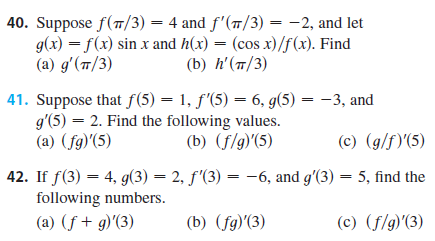 40. Suppose f(π/3) = 4 and f′(π/3) = −2, and let
g(x) = f(x) sin x and h(x) = (cos x)/f(x). Find
(a) g′(π/3) (b) h′(π/3)
41. Suppose that f(5) = 1, f′(5) = 6, g(5) = −3, and
g′(5) = 2. Find the following values.
(a) (fg)′(5) (b) (f/g)′(5) (c) (g/f)′(5)
42. If f(3) = 4, g(3) = 2, f′(3) = −6, and g′(3) = 5, find the
following numbers.
(a) (f + g)′(3) (b) (fg)′(3) (c) (f/g)′(3)